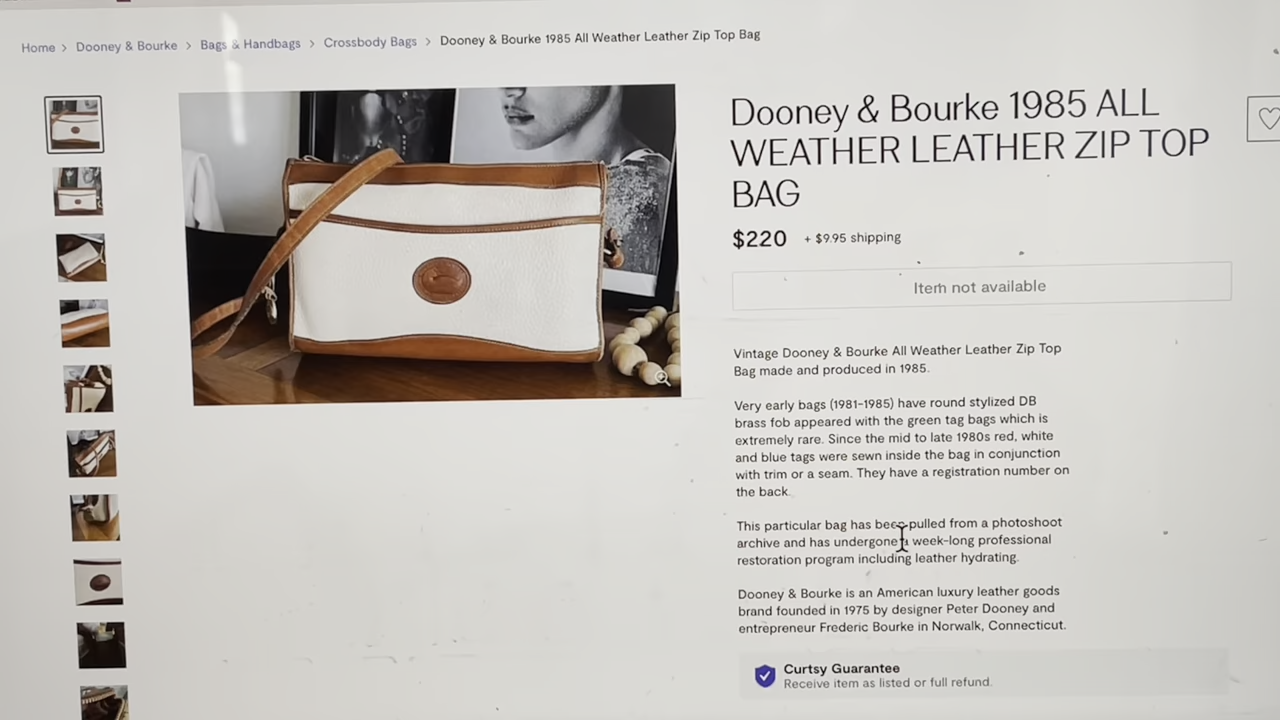 Home > Dooney & Bourke > Bags & Handbags > Crossbody Bags > Dooney & Bourke 1985 All Weather Leather Zip Top Bag
Dooney & Bourke 1985 ALL
WEATHER LEATHER ZIP TOP
BAG
$220 + $9.95 shipping
Item not available
Vintage Dooney & Bourke All Weather Leather Zip Top
Bag made and produced in 1985.
Very early bags (1981-1985) have round stylized DB
brass fob appeared with the green tag bags which is
extremely rare. Since the mid to late 1980s red, white
and blue tags were sewn inside the bag in conjunction
with trim or a seam. They have a registration number on
the back.
This particular bag has been pulled from a photoshoot
archive and has undergone a week-long professional
restoration program including leather hydrating.
Dooney & Bourke is an American luxury leather goods
brand founded in 1975 by designer Peter Dooney and
entrepreneur Frederic Bourke in Norwalk, Connecticut.
Curtsy Guarantee
Receive item as listed or full refund.